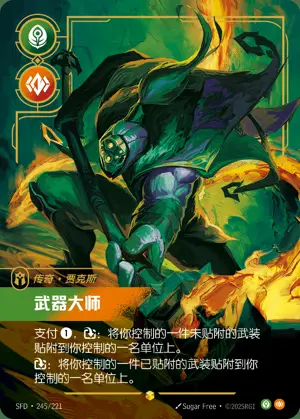 传奇·贾克斯
武器大师
支付1，：将你控制的一件未贴附的武装
贴附到你控制的一名单位上。
：将你控制的一件已贴附的武装贴附到你
控制的一名单位上。
SFD · 245/221 Sugar Free · ©2025RGI